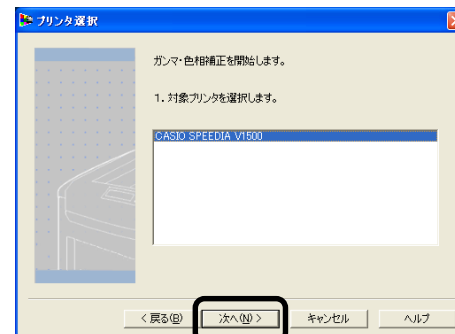 プリンタ選択
ガンマ・色相補正を開始します。
1. 対象プリンタを選択します。
CASIO SPEEDIA V1500
< 戻る(B)
次へ(N) >
キャンセル
ヘルプ